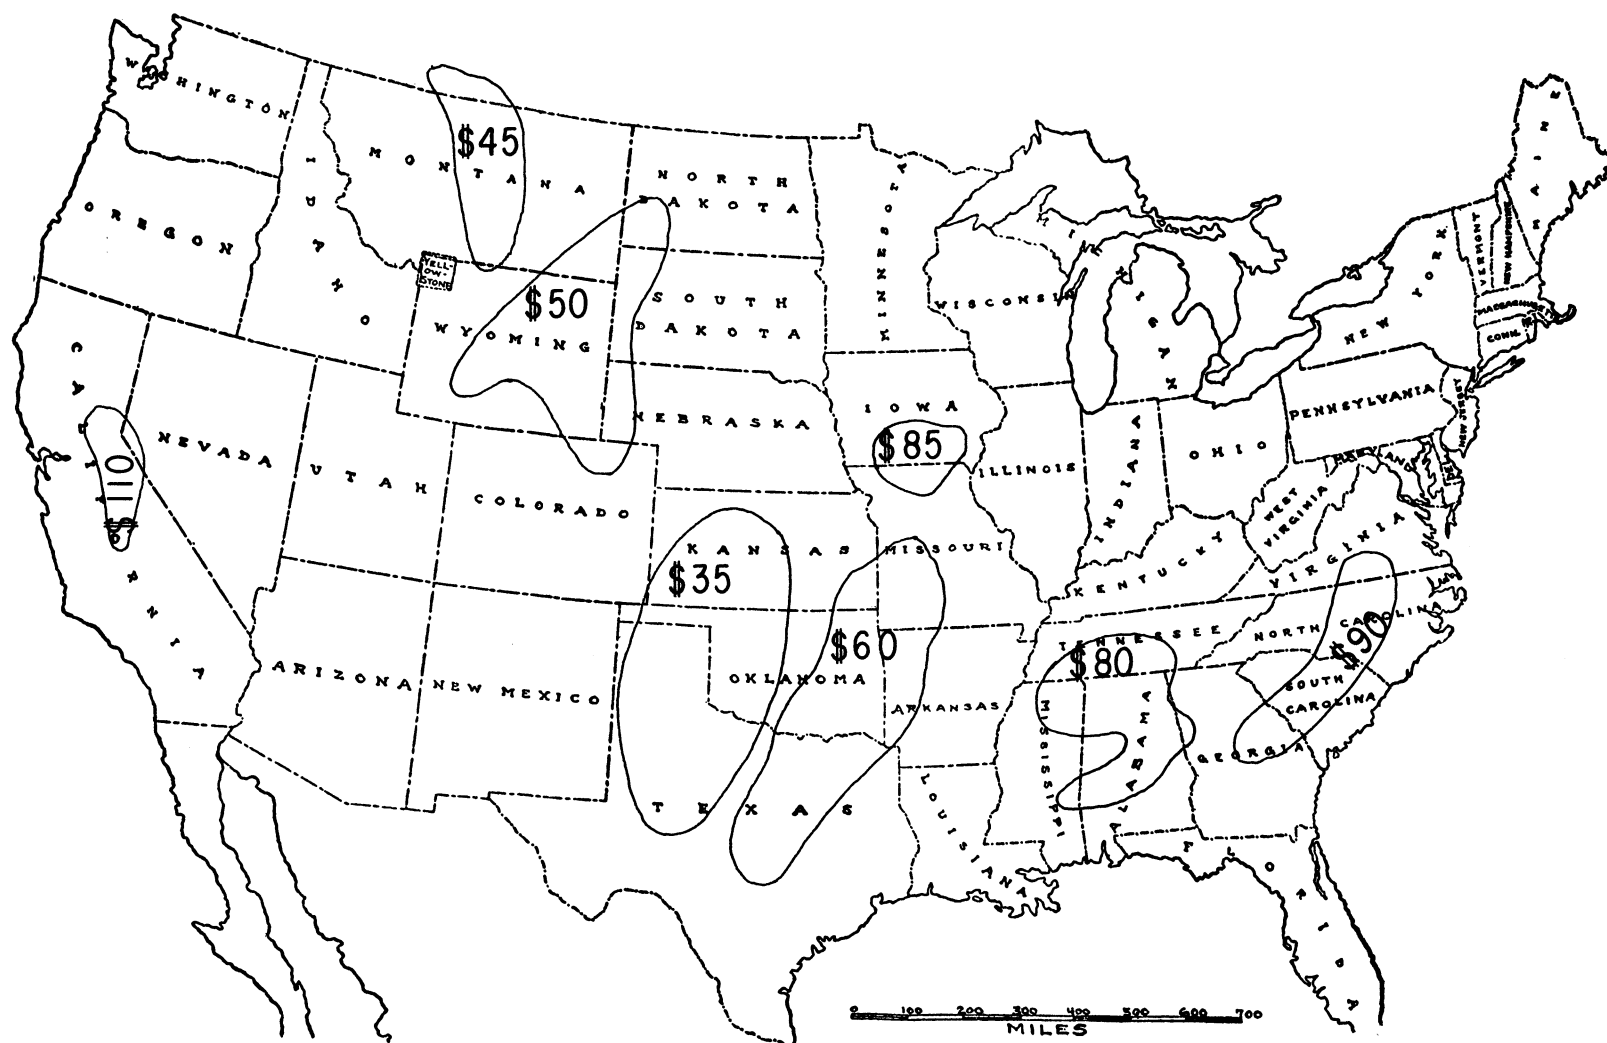 WASHINGTON
OREGON
CALIFORNIA
NEVADA
IDAHO
MONTANA
YELL-
OW-
STONE
WYOMING
UTAH
COLORADO
ARIZONA
NEW MEXICO
NORTH
DAKOTA
SOUTH
DAKOTA
NEBRASKA
KANSAS
OKLAHOMA
TEXAS
MINNESOTA
IOWA
MISSOURI
ARKANSAS
LOUISIANA
WISCONSIN
ILLINOIS
MICHIGAN
INDIANA
OHIO
KENTUCKY
TENNESSEE
MISSISSIPPI
ALABAMA
GEORGIA
FLORIDA
SOUTH
CAROLINA
NORTH CAROLINA
VIRGINIA
WEST
VIRGINIA
MARYLAND
DEL
PENNSYLVANIA
NEW JERSEY
NEW YORK
CONN.
MASSACHUSETTS
VERMONT
NEW HAMPSHIRE
MAINE
$45
$50
$110
$35
$60
$85
$80
$90
0 100 200 300 400 500 600 700
MILES